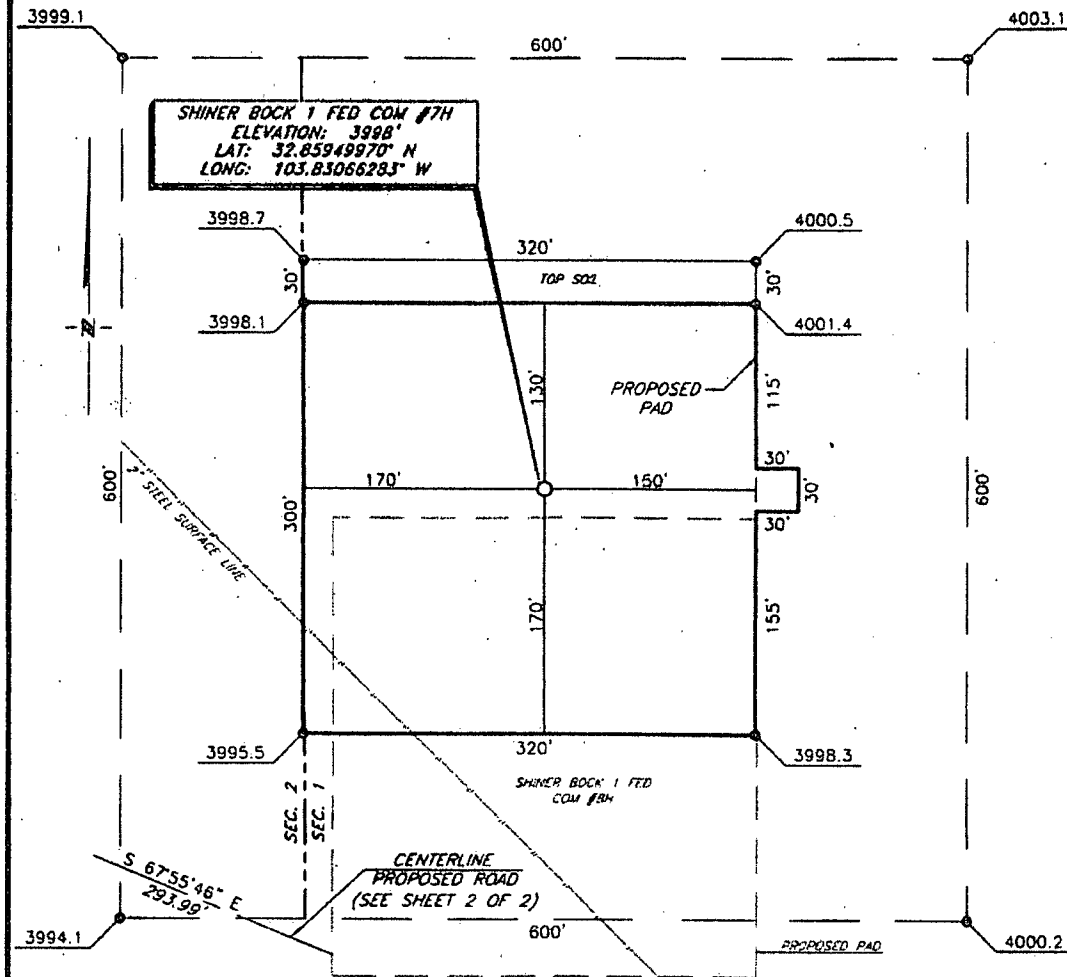 3999.1
4003.1
600'
SHINER BOCK 1 FED COM #7H
ELEVATION: 3998'
LAT: 32.85949970° N
LONG: 103.83066283° W
3998.7
4000.5
320'
30'
TOP SOIL
30'
3998.1
4001.4
N
130'
PROPOSED
PAD
115'
600'
2" STEEL SURFACE LINE
300'
170'
150'
30'
30'
30'
600'
170'
155'
3995.5
320'
3998.3
SEC. 2
SEC. 1
SHINER BOCK 1 FED
COM #8H
S 67°55'46" E
293.99'
CENTERLINE
PROPOSED ROAD
(SEE SHEET 2 OF 2)
3994.1
600'
PROPOSED PAD
4000.2